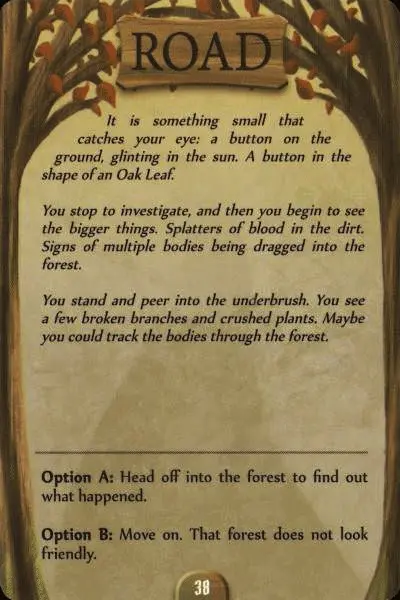 ROAD
It is something small that
catches your eye: a button on the
ground, glinting in the sun. A button in the
shape of an Oak Leaf.
You stop to investigate, and then you begin to see
the bigger things. Splatters of blood in the dirt.
Signs of multiple bodies being dragged into the
forest.
You stand and peer into the underbrush. You see
a few broken branches and crushed plants. Maybe
you could track the bodies through the forest.
Option A: Head off into the forest to find out
what happened.
Option B: Move on. That forest does not look
friendly.
38